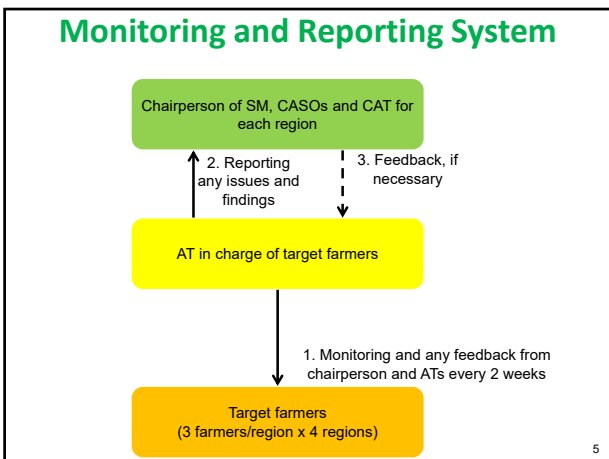 Monitoring and Reporting System
Chairperson of SM, CASOs and CAT for
each region
2. Reporting
any issues and
findings
3. Feedback, if
necessary
AT in charge of target farmers
1. Monitoring and any feedback from
chairperson and ATs every 2 weeks
Target farmers
(3 farmers/region x 4 regions)
5